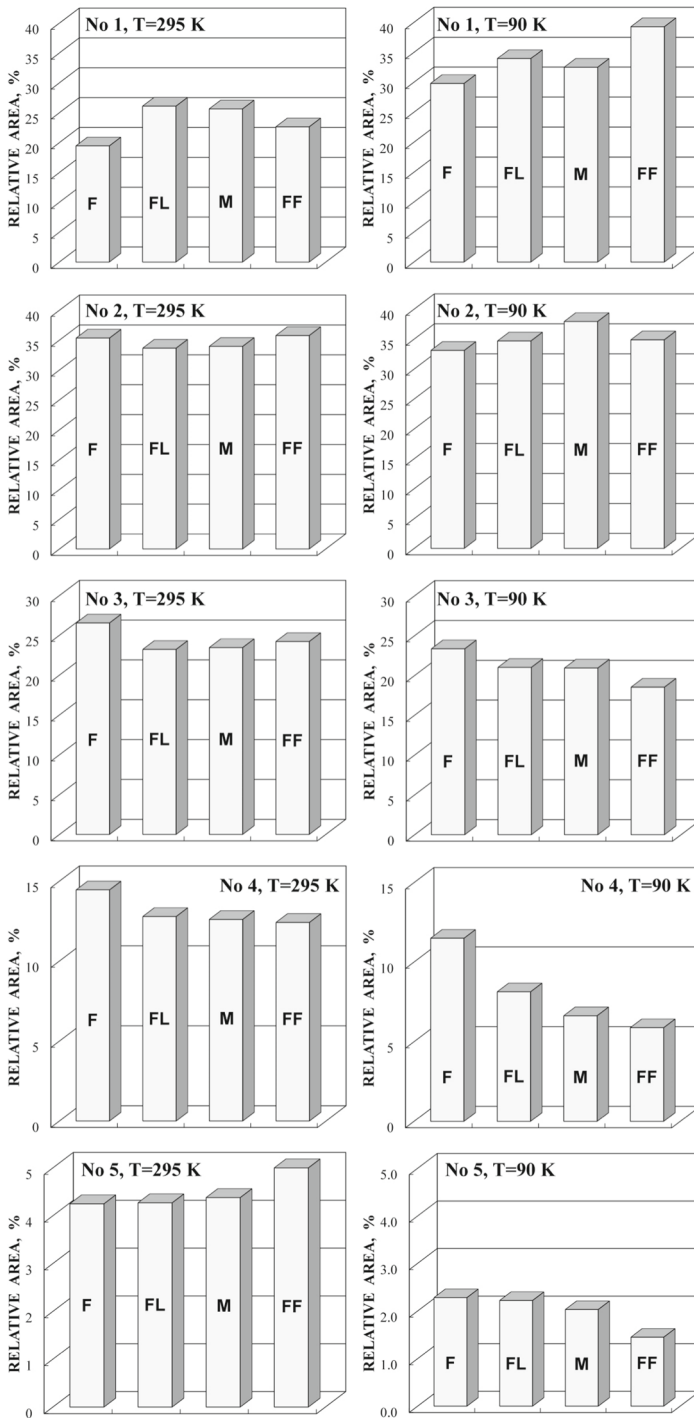 No 1, T=295 K
RELATIVE AREA, %
40
35
30
25
20
15
10
5
0
F FL M FF
No 1, T=90 K
RELATIVE AREA, %
40
35
30
25
20
15
10
5
0
F FL M FF
No 2, T=295 K
RELATIVE AREA, %
40
35
30
25
20
15
10
5
0
F FL M FF
No 2, T=90 K
RELATIVE AREA, %
40
35
30
25
20
15
10
5
0
F FL M FF
No 3, T=295 K
RELATIVE AREA, %
30
25
20
15
10
5
0
F FL M FF
No 3, T=90 K
RELATIVE AREA, %
30
25
20
15
10
5
0
F FL M FF
No 4, T=295 K
RELATIVE AREA, %
15
10
5
0
F FL M FF
No 4, T=90 K
RELATIVE AREA, %
15
10
5
0
F FL M FF
No 5, T=295 K
RELATIVE AREA, %
5
4
3
2
1
0
F FL M FF
No 5, T=90 K
RELATIVE AREA, %
5.0
4.0
3.0
2.0
1.0
0.0
F FL M FF